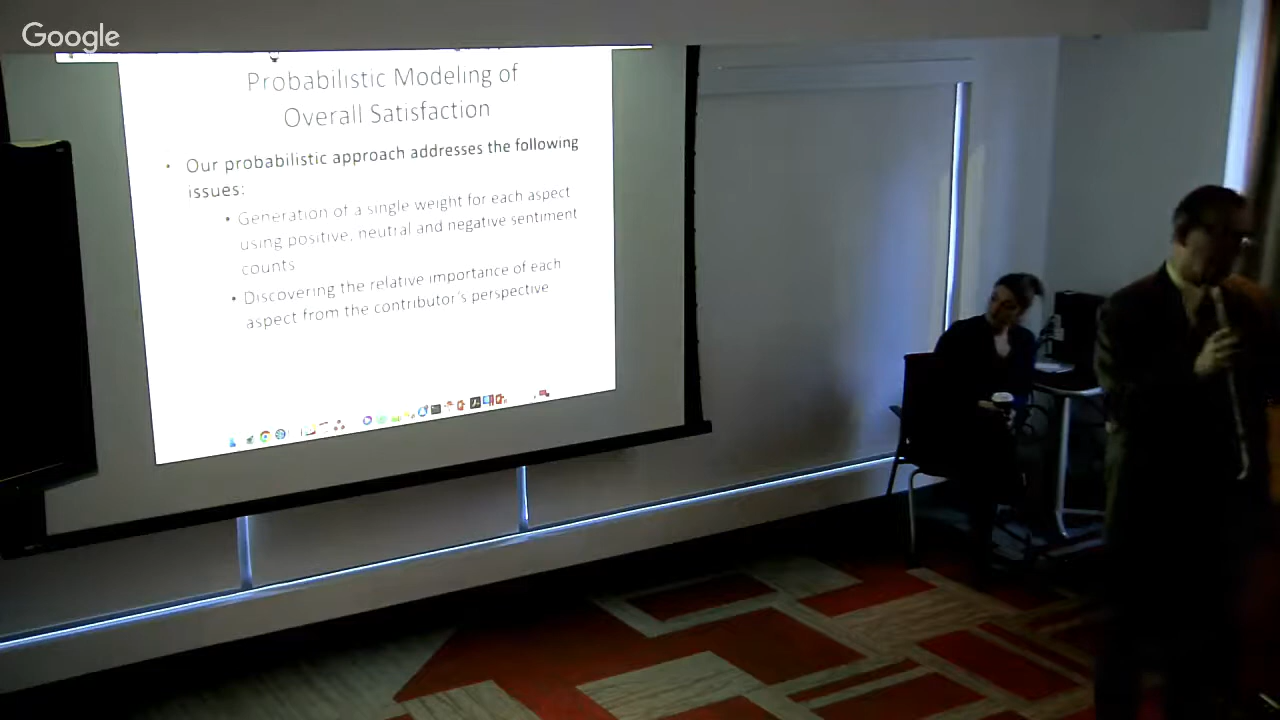 Google
Probabilistic Modeling of
Overall Satisfaction
• Our probabilistic approach addresses the following
issues:
• Generation of a single weight for each aspect
using positive, neutral and negative sentiment
counts
• Discovering the relative importance of each
aspect from the contributor's perspective